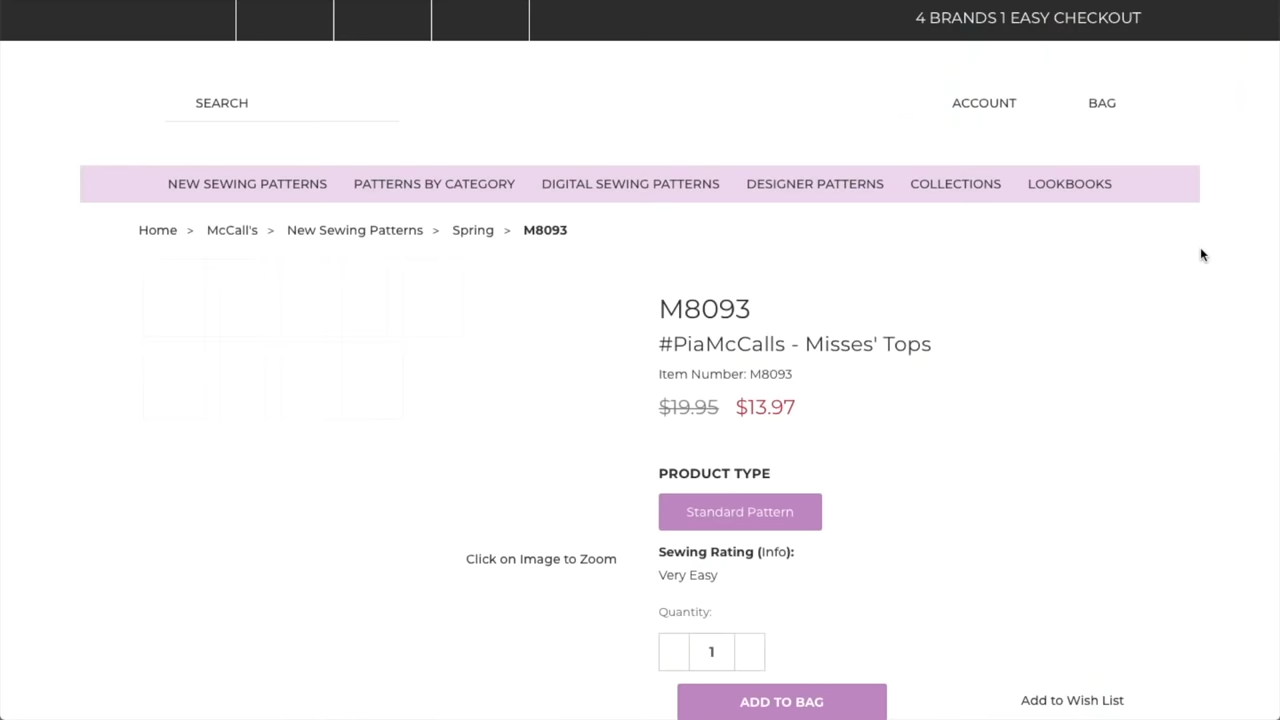 4 BRANDS 1 EASY CHECKOUT
SEARCH
ACCOUNT
BAG
NEW SEWING PATTERNS
PATTERNS BY CATEGORY
DIGITAL SEWING PATTERNS
DESIGNER PATTERNS
COLLECTIONS
LOOKBOOKS
Home > McCall's > New Sewing Patterns > Spring > M8093
M8093
#PiaMcCalls - Misses' Tops
Item Number: M8093
$19.95 $13.97
PRODUCT TYPE
Standard Pattern
Sewing Rating (Info):
Click on Image to Zoom
Very Easy
Quantity:
1
ADD TO BAG
Add to Wish List